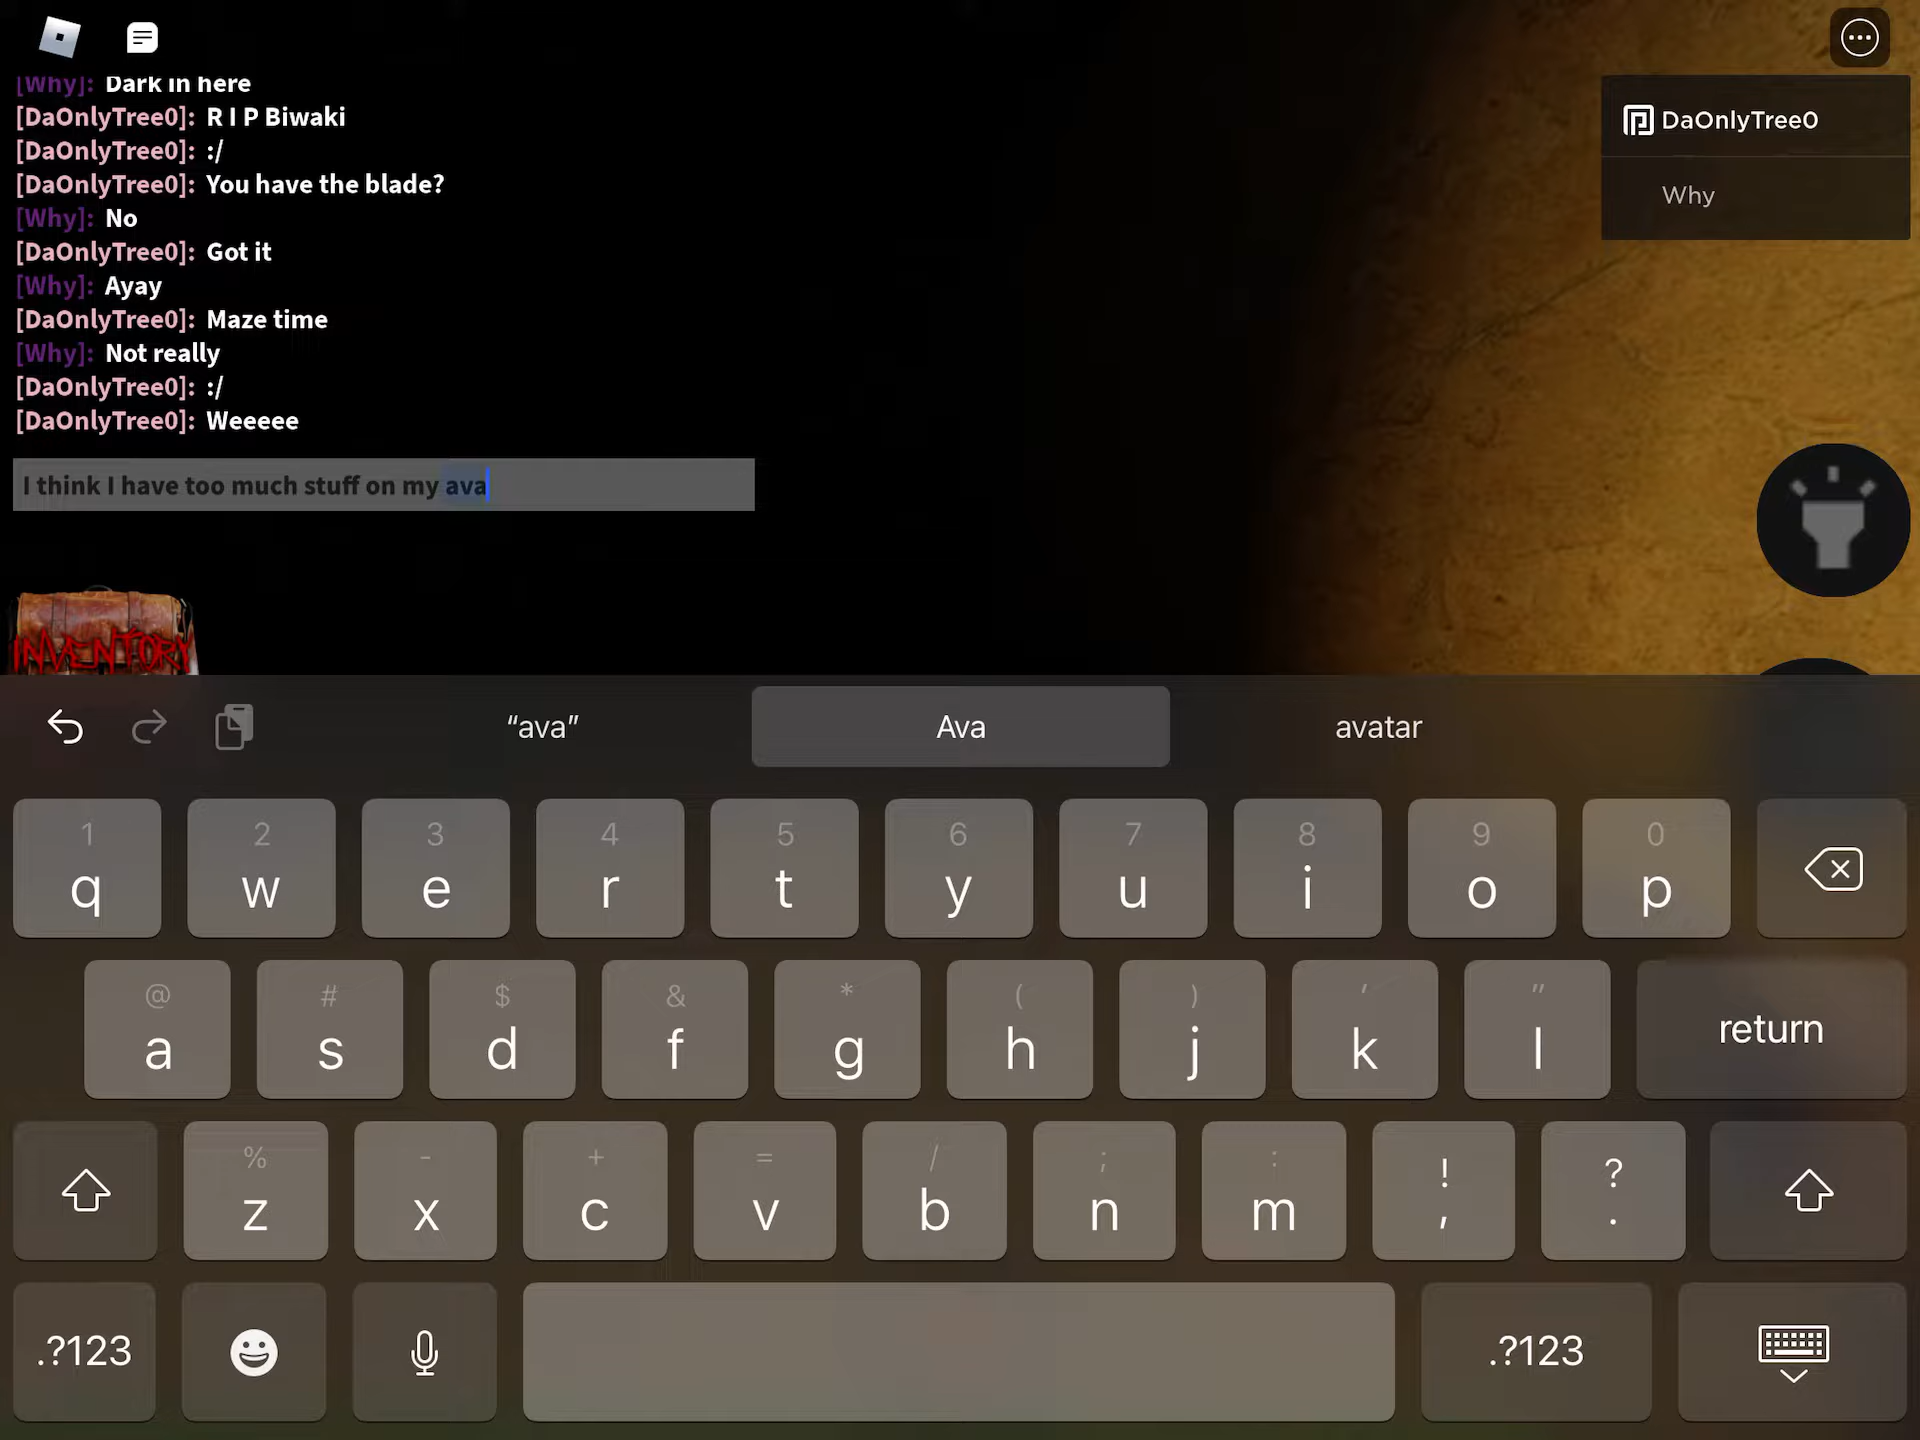 [Why]: Dark in here
[DaOnlyTree0]: R I P Biwaki
[DaOnlyTree0]: :/
[DaOnlyTree0]: You have the blade?
[Why]: No
[DaOnlyTree0]: Got it
[Why]: Ayay
[DaOnlyTree0]: Maze time
[Why]: Not really
[DaOnlyTree0]: :/
[DaOnlyTree0]: Weeeee
I think I have too much stuff on my ava
DaOnlyTree0
Why
INVENTORY
“ava” Ava avatar
1 2 3 4 5 6 7 8 9 0
q w e r t y u i o p
@ # $ & * ( ) ' "
a s d f g h j k l return
% - + = / ; : ! ?
z x c v b n m , .
.?123 .?123